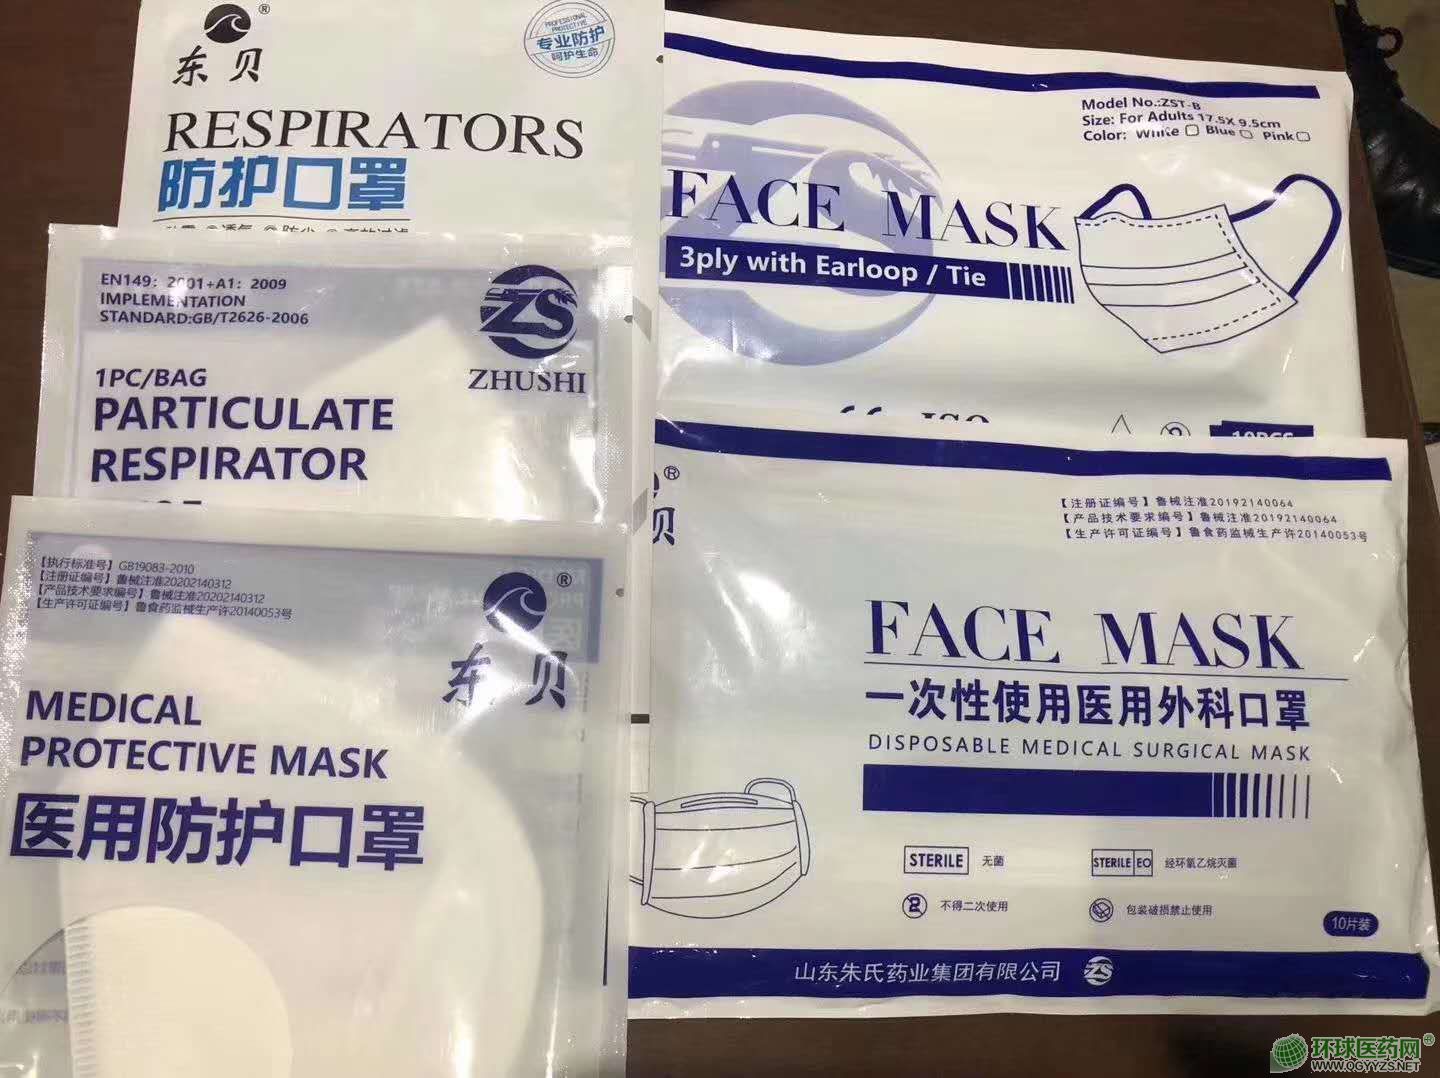 东贝®
PROFESSIONAL
PROTECTIVE
专业防护
呵护生命
RESPIRATORS
防护口罩
EN149: 2001+A1: 2009
IMPLEMENTATION
STANDARD:GB/T2626-2006
ZS
ZHUSHI
1PC/BAG
PARTICULATE
RESPIRATOR
【执行标准号】GB19083-2010
【注册证编号】鲁械注准20202140312
【产品技术要求编号】鲁械注准20202140312
【生产许可证编号】鲁食药监械生产许20140053号
东贝®
MEDICAL
PROTECTIVE MASK
医用防护口罩
Model No.:ZST-B
Size: For Adults 17.5X 9.5cm
Color: White Blue Pink
FACE MASK
3ply with Earloop / Tie
ISO
10PCS
®
贝
【注册证编号】鲁械注准20192140064
【产品技术要求编号】鲁械注准20192140064
【生产许可证编号】鲁食药监械生产许20140053号
FACE MASK
一次性使用医用外科口罩
DISPOSABLE MEDICAL SURGICAL MASK
STERILE 无菌
STERILE EO 经环氧乙烷灭菌
不得二次使用
包装破损禁止使用
10片装
山东朱氏药业集团有限公司 ZS
环球医药网®
WWW.QGYYZS.NET